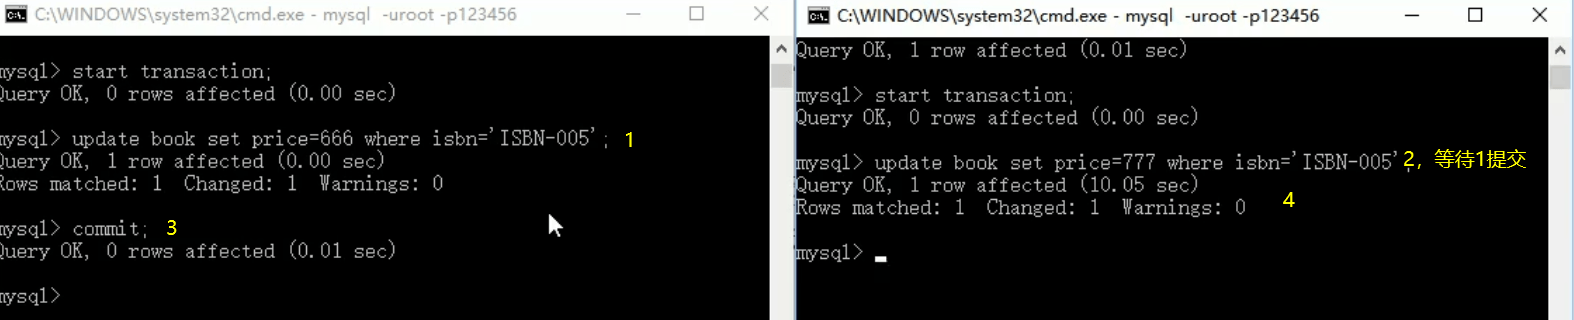 C:\WINDOWS\system32\cmd.exe - mysql  -uroot -p123456
mysql> start transaction;
Query OK, 0 rows affected (0.00 sec)
mysql> update book set price=666 where isbn='ISBN-005'; 1
Query OK, 1 row affected (0.00 sec)
Rows matched: 1  Changed: 1  Warnings: 0
mysql> commit; 3
Query OK, 0 rows affected (0.01 sec)
mysql>
C:\WINDOWS\system32\cmd.exe - mysql  -uroot -p123456
Query OK, 1 row affected (0.01 sec)
mysql> start transaction;
Query OK, 0 rows affected (0.00 sec)
mysql> update book set price=777 where isbn='ISBN-005'; 2，等待1提交
Query OK, 1 row affected (10.05 sec)
Rows matched: 1  Changed: 1  Warnings: 0 4
mysql>